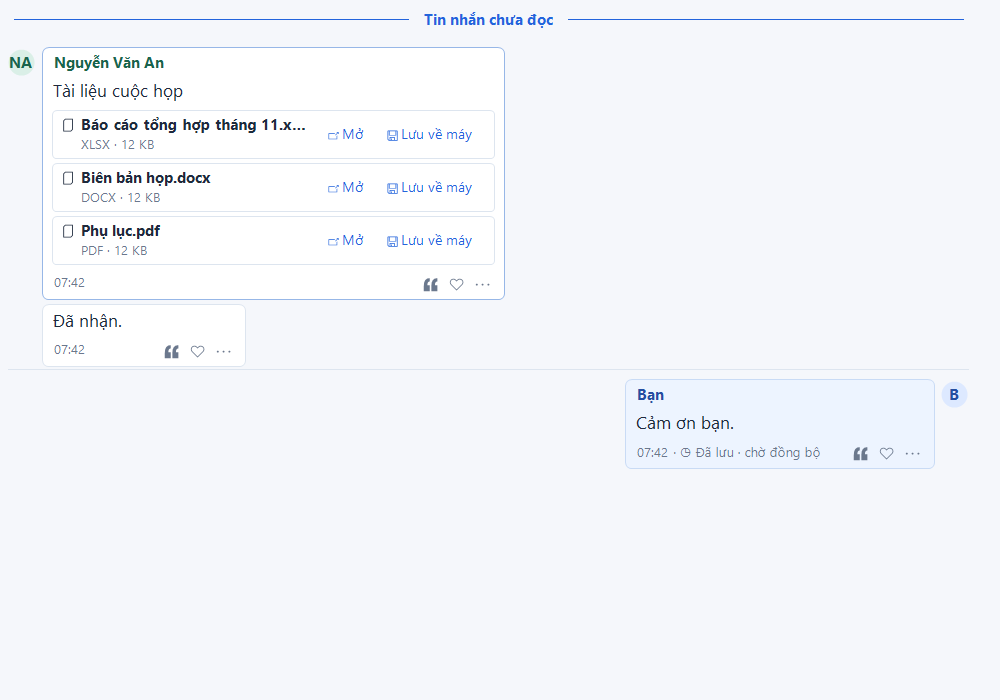 Tin nhắn chưa đọc
NA
Nguyễn Văn An
Tài liệu cuộc họp
Báo cáo tổng hợp tháng 11.x...
XLSX · 12 KB
Mở
Lưu về máy
Biên bản họp.docx
DOCX · 12 KB
Mở
Lưu về máy
Phụ lục.pdf
PDF · 12 KB
Mở
Lưu về máy
07:42
Đã nhận.
07:42
Bạn
B
Cảm ơn bạn.
07:42 · Đã lưu · chờ đồng bộ